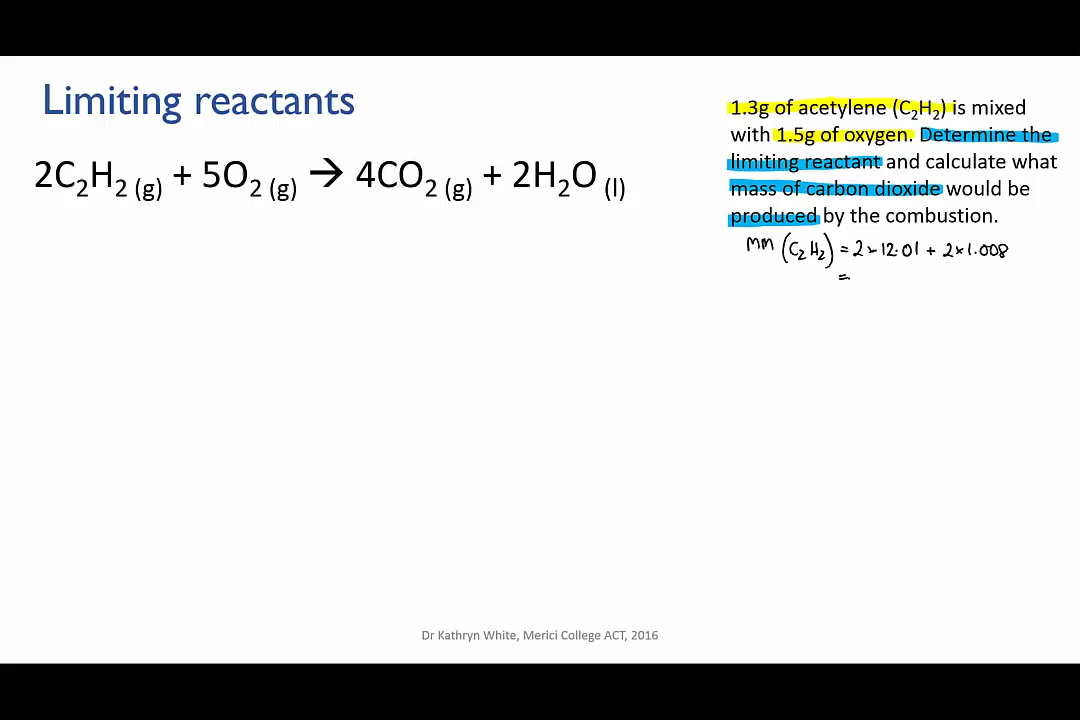 Limiting reactants
2C₂H₂ (g) + 5O₂ (g) → 4CO₂ (g) + 2H₂O (l)
1.3g of acetylene (C₂H₂) is mixed
with 1.5g of oxygen. Determine the
limiting reactant and calculate what
mass of carbon dioxide would be
produced by the combustion.
MM (C₂H₂) = 2×12.01 + 2×1.008
=
Dr Kathryn White, Merici College ACT, 2016